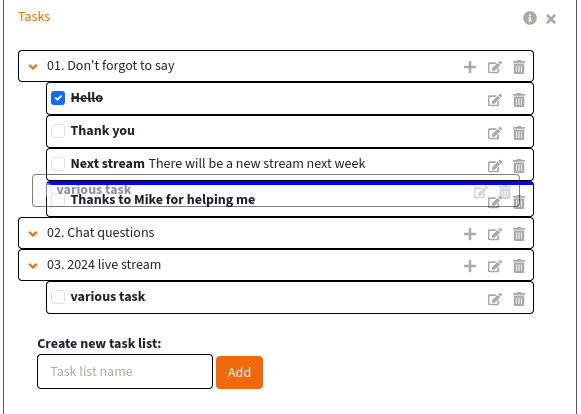 Tasks
01. Don't forgot to say
Hello
Thank you
Next stream There will be a new stream next week
various task
Thanks to Mike for helping me
02. Chat questions
03. 2024 live stream
various task
Create new task list:
Task list name
Add